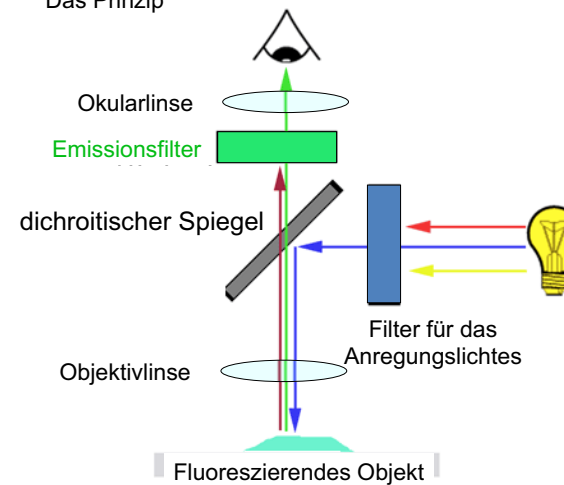 Das Prinzip
Okularlinse
Emissionsfilter
dichroitischer Spiegel
Filter für das
Anregungslichtes
Objektivlinse
Fluoreszierendes Objekt